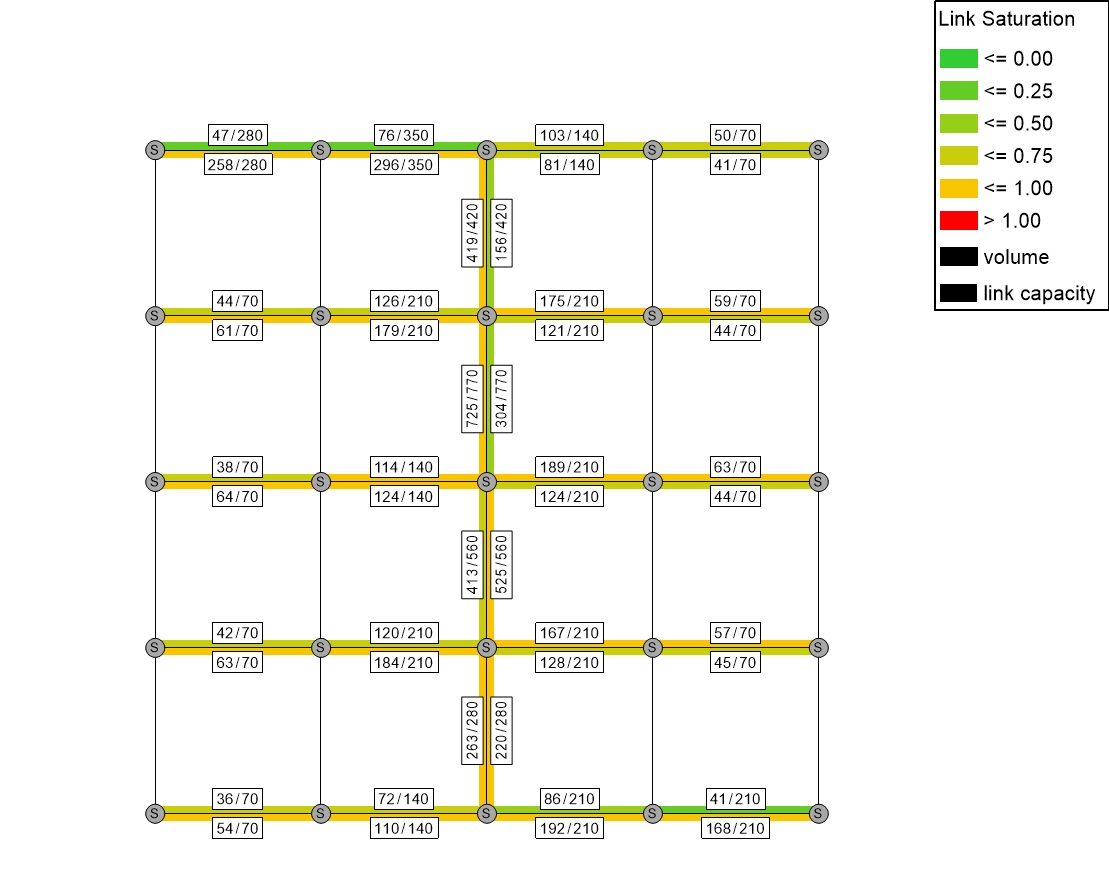 Link Saturation
<= 0.00
<= 0.25
<= 0.50
<= 0.75
<= 1.00
> 1.00
volume
link capacity
47/280
76/350
103/140
50/70
S
S
S
S
S
258/280
296/350
81/140
41/70
419/420
156/420
44/70
126/210
175/210
59/70
S
S
S
S
S
61/70
179/210
121/210
44/70
725/770
304/770
38/70
114/140
189/210
63/70
S
S
S
S
S
64/70
124/140
124/210
44/70
413/560
525/560
42/70
120/210
167/210
57/70
S
S
S
S
S
63/70
184/210
128/210
45/70
263/280
220/280
36/70
72/140
86/210
41/210
S
S
S
S
S
54/70
110/140
192/210
168/210